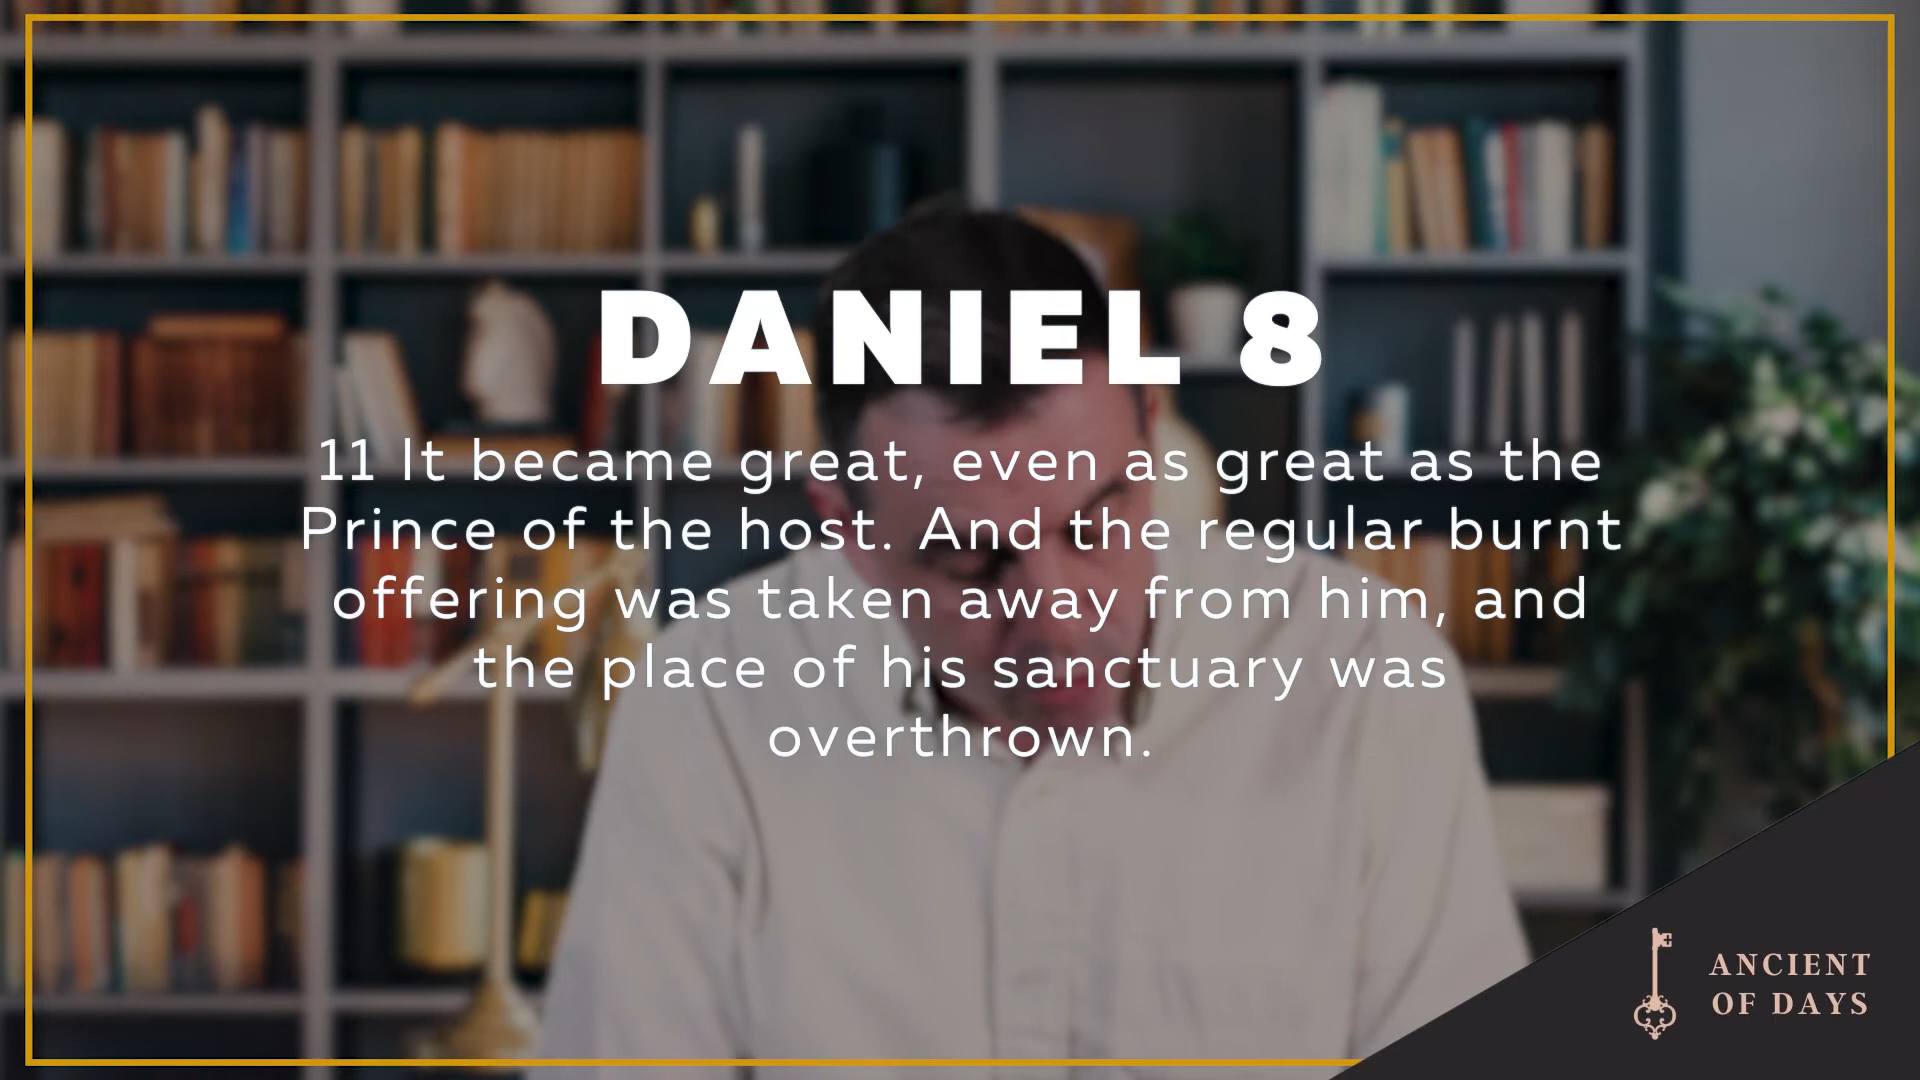 DANIEL 8
11 It became great, even as great as the
Prince of the host. And the regular burnt
offering was taken away from him, and
the place of his sanctuary was
overthrown.
ANCIENT
OF DAYS